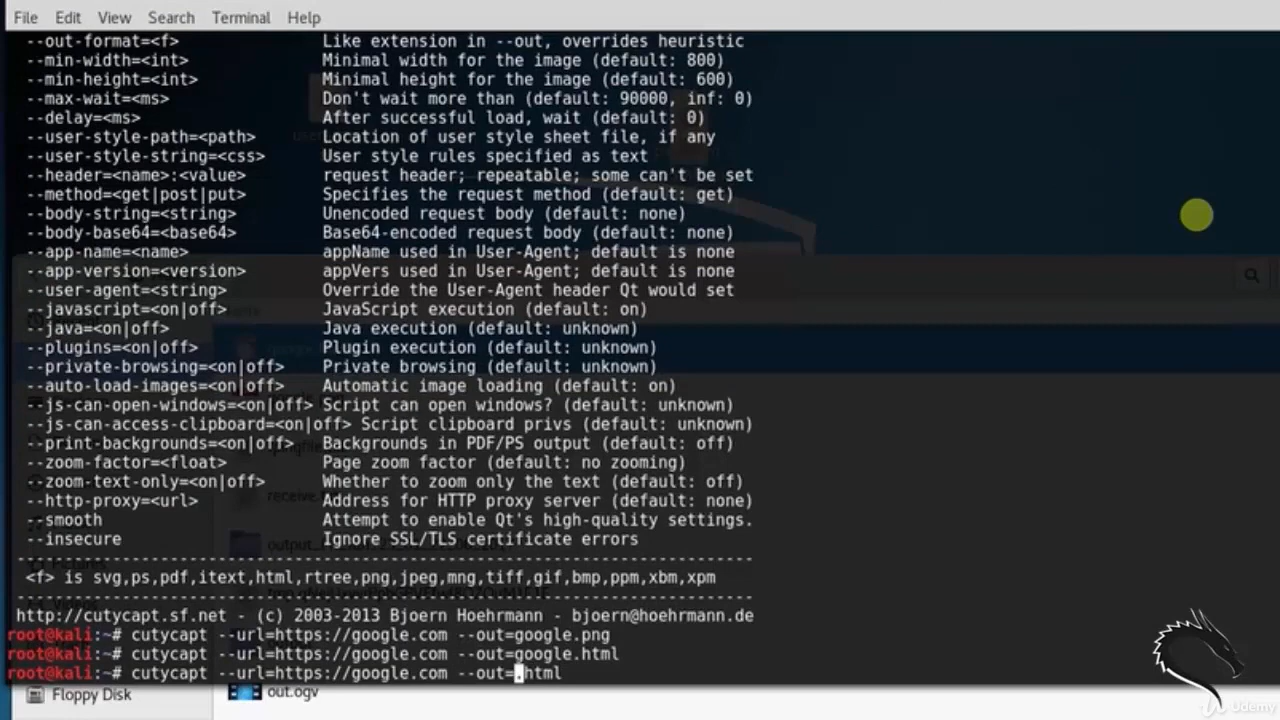 File Edit View Search Terminal Help
--out-format=<f> Like extension in --out, overrides heuristic
--min-width=<int> Minimal width for the image (default: 800)
--min-height=<int> Minimal height for the image (default: 600)
--max-wait=<ms> Don't wait more than (default: 90000, inf: 0)
--delay=<ms> After successful load, wait (default: 0)
--user-style-path=<path> Location of user style sheet file, if any
--user-style-string=<css> User style rules specified as text
--header=<name>:<value> request header; repeatable; some can't be set
--method=<get|post|put> Specifies the request method (default: get)
--body-string=<string> Unencoded request body (default: none)
--body-base64=<base64> Base64-encoded request body (default: none)
--app-name=<name> appName used in User-Agent; default is none
--app-version=<version> appVers used in User-Agent; default is none
--user-agent=<string> Override the User-Agent header Qt would set
--javascript=<on|off> JavaScript execution (default: on)
--java=<on|off> Java execution (default: unknown)
--plugins=<on|off> Plugin execution (default: unknown)
--private-browsing=<on|off> Private browsing (default: unknown)
--auto-load-images=<on|off> Automatic image loading (default: on)
--js-can-open-windows=<on|off> Script can open windows? (default: unknown)
--js-can-access-clipboard=<on|off> Script clipboard privs (default: unknown)
--print-backgrounds=<on|off> Backgrounds in PDF/PS output (default: off)
--zoom-factor=<float> Page zoom factor (default: no zooming)
--zoom-text-only=<on|off> Whether to zoom only the text (default: off)
--http-proxy=<url> Address for HTTP proxy server (default: none)
--smooth Attempt to enable Qt's high-quality settings.
--insecure Ignore SSL/TLS certificate errors
-----------------------------------------------------------------------------
<f> is svg,ps,pdf,itext,html,rtree,png,jpeg,mng,tiff,gif,bmp,ppm,xbm,xpm
-----------------------------------------------------------------------------
http://cutycapt.sf.net - (c) 2003-2013 Bjoern Hoehrmann - bjoern@hoehrmann.de
root@kali:~# cutycapt --url=https://google.com --out=google.png
root@kali:~# cutycapt --url=https://google.com --out=google.html
root@kali:~# cutycapt --url=https://google.com --out=.html
Floppy Disk out.ogv
Udemy